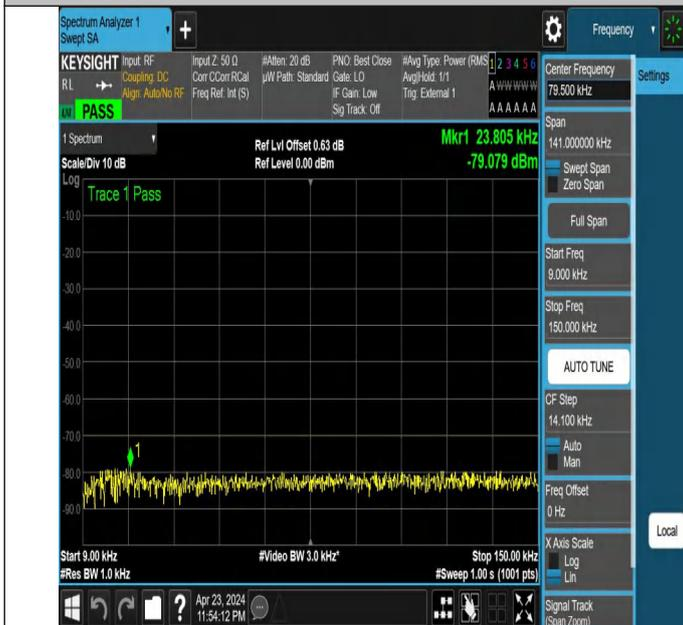 Spectrum Analyzer 1
Swept SA
+
Frequency
KEYSIGHT
RL
PASS
Input: RF
Coupling: DC
Align: Auto/No RF
Input Z: 50 Ω
Corr CCorr RCal
Freq Ref: Int (S)
#Atten: 20 dB
µW Path: Standard
PNO: Best Close
Gate: LO
IF Gain: Low
Sig Track: Off
#Avg Type: Power (RMS
Avg|Hold: 1/1
Trig: External 1
1 2 3 4 5 6
A W W W W W
A A A A A A
1 Spectrum
Scale/Div 10 dB
Ref Lvl Offset 0.63 dB
Ref Level 0.00 dBm
Mkr1 23.805 kHz
-79.079 dBm
Log
Trace 1 Pass
-10.0
-20.0
-30.0
-40.0
-50.0
-60.0
-70.0
-80.0
-90.0
1
Start 9.00 kHz
#Res BW 1.0 kHz
#Video BW 3.0 kHz*
Stop 150.00 kHz
#Sweep 1.00 s (1001 pts)
?
Apr 23, 2024
11:54:12 PM
Center Frequency
79.500 kHz
Span
141.000000 kHz
Swept Span
Zero Span
Full Span
Start Freq
9.000 kHz
Stop Freq
150.000 kHz
AUTO TUNE
CF Step
14.100 kHz
Auto
Man
Freq Offset
0 Hz
X Axis Scale
Log
Lin
Signal Track
(Span Zoom)
Settings
Local